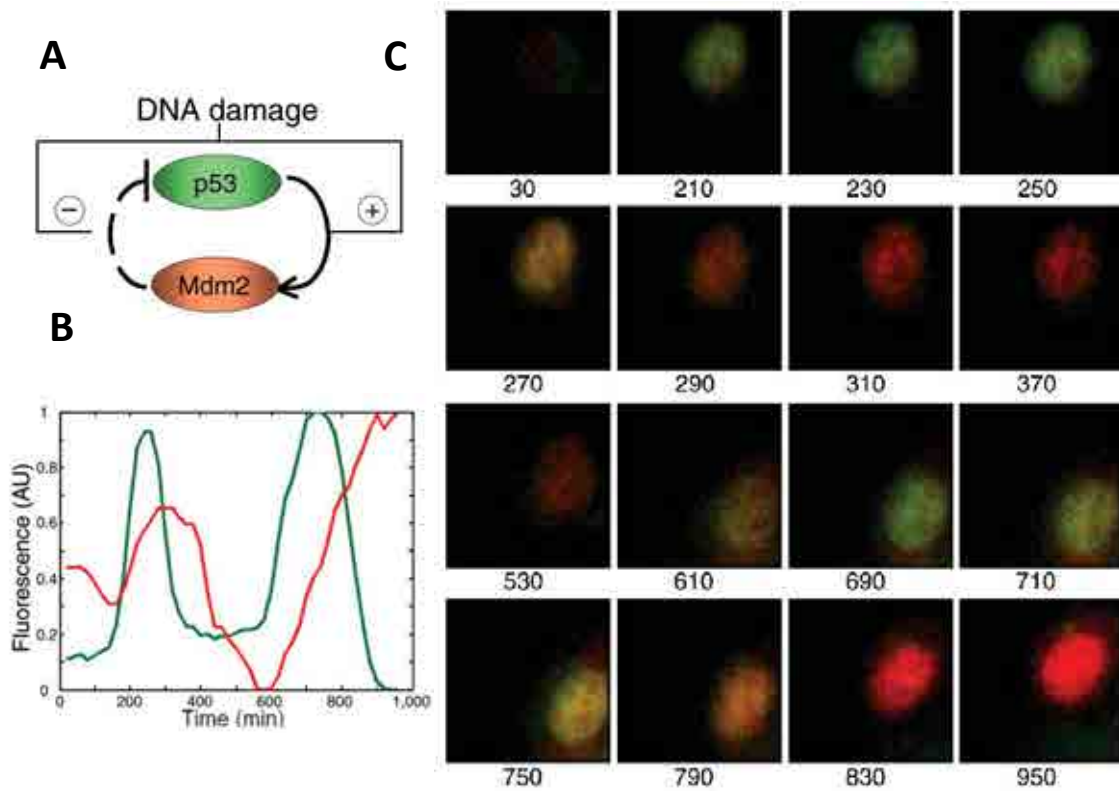 A
DNA damage
p53
−
+
Mdm2
B
Fluorescence (AU)
1
0.8
0.6
0.4
0.2
0
0 200 400 600 800 1,000
Time (min)
C
30 210 230 250
270 290 310 370
530 610 690 710
750 790 830 950